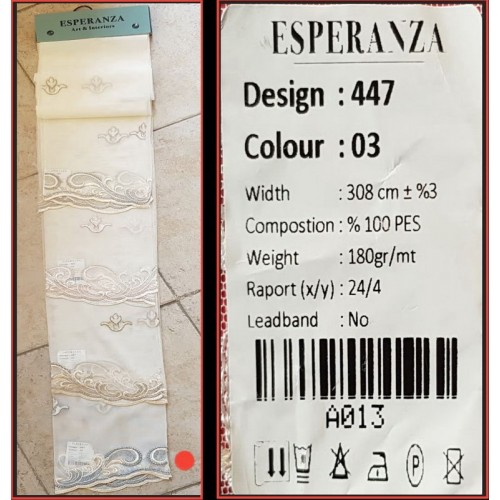 ESPERANZA
Art & Interiors
ESPERANZA
Design : 447
Colour : 03
Width : 308 cm ± %3
Compostion : % 100 PES
Weight : 180gr/mt
Raport (x/y) : 24/4
Leadband : No
A013
P